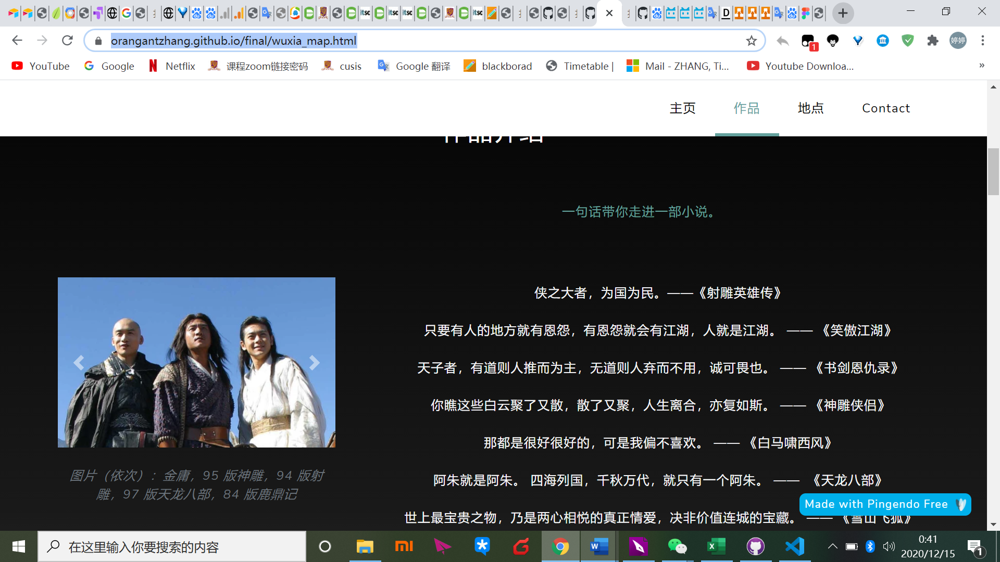 orangantzhang.github.io/final/wuxia_map.html
1
婷婷
YouTube
Google
Netflix
课程zoom链接密码
cusis
Google 翻译
blackborad
Timetable |
Mail - ZHANG, Ti...
Youtube Downloa...
»
主页
作品
地点
Contact
作品介绍
一句话带你走进一部小说。
侠之大者，为国为民。——《射雕英雄传》
只要有人的地方就有恩怨，有恩怨就会有江湖，人就是江湖。 —— 《笑傲江湖》
天子者，有道则人推而为主，无道则人弃而不用，诚可畏也。 —— 《书剑恩仇录》
你瞧这些白云聚了又散，散了又聚，人生离合，亦复如斯。 —— 《神雕侠侣》
那都是很好很好的，可是我偏不喜欢。 —— 《白马啸西风》
阿朱就是阿朱。 四海列国，千秋万代，就只有一个阿朱。 —— 《天龙八部》
世上最宝贵之物，乃是两心相悦的真正情爱，决非价值连城的宝藏。 —— 《雪山飞狐》
图片（依次）：金庸，95 版神雕，94 版射
雕，97 版天龙八部，84 版鹿鼎记
Made with Pingendo Free
在这里输入你要搜索的内容
0:41
2020/12/15
1